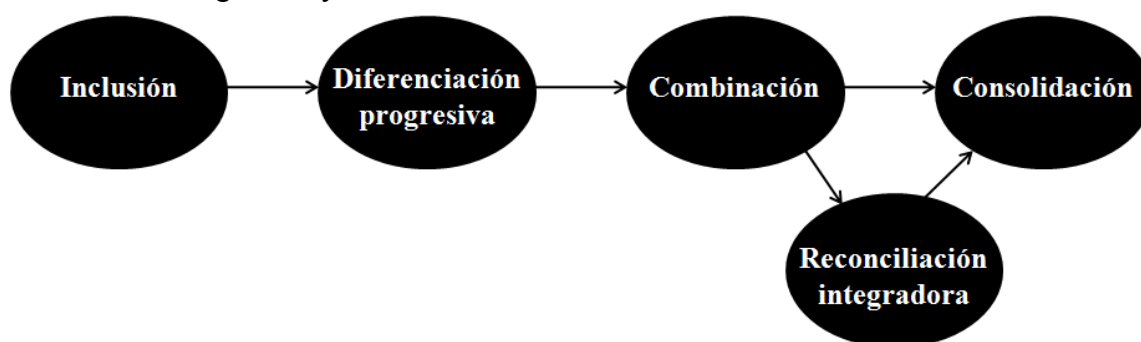 Inclusión
Diferenciación
progresiva
Combinación
Consolidación
Reconciliación
integradora